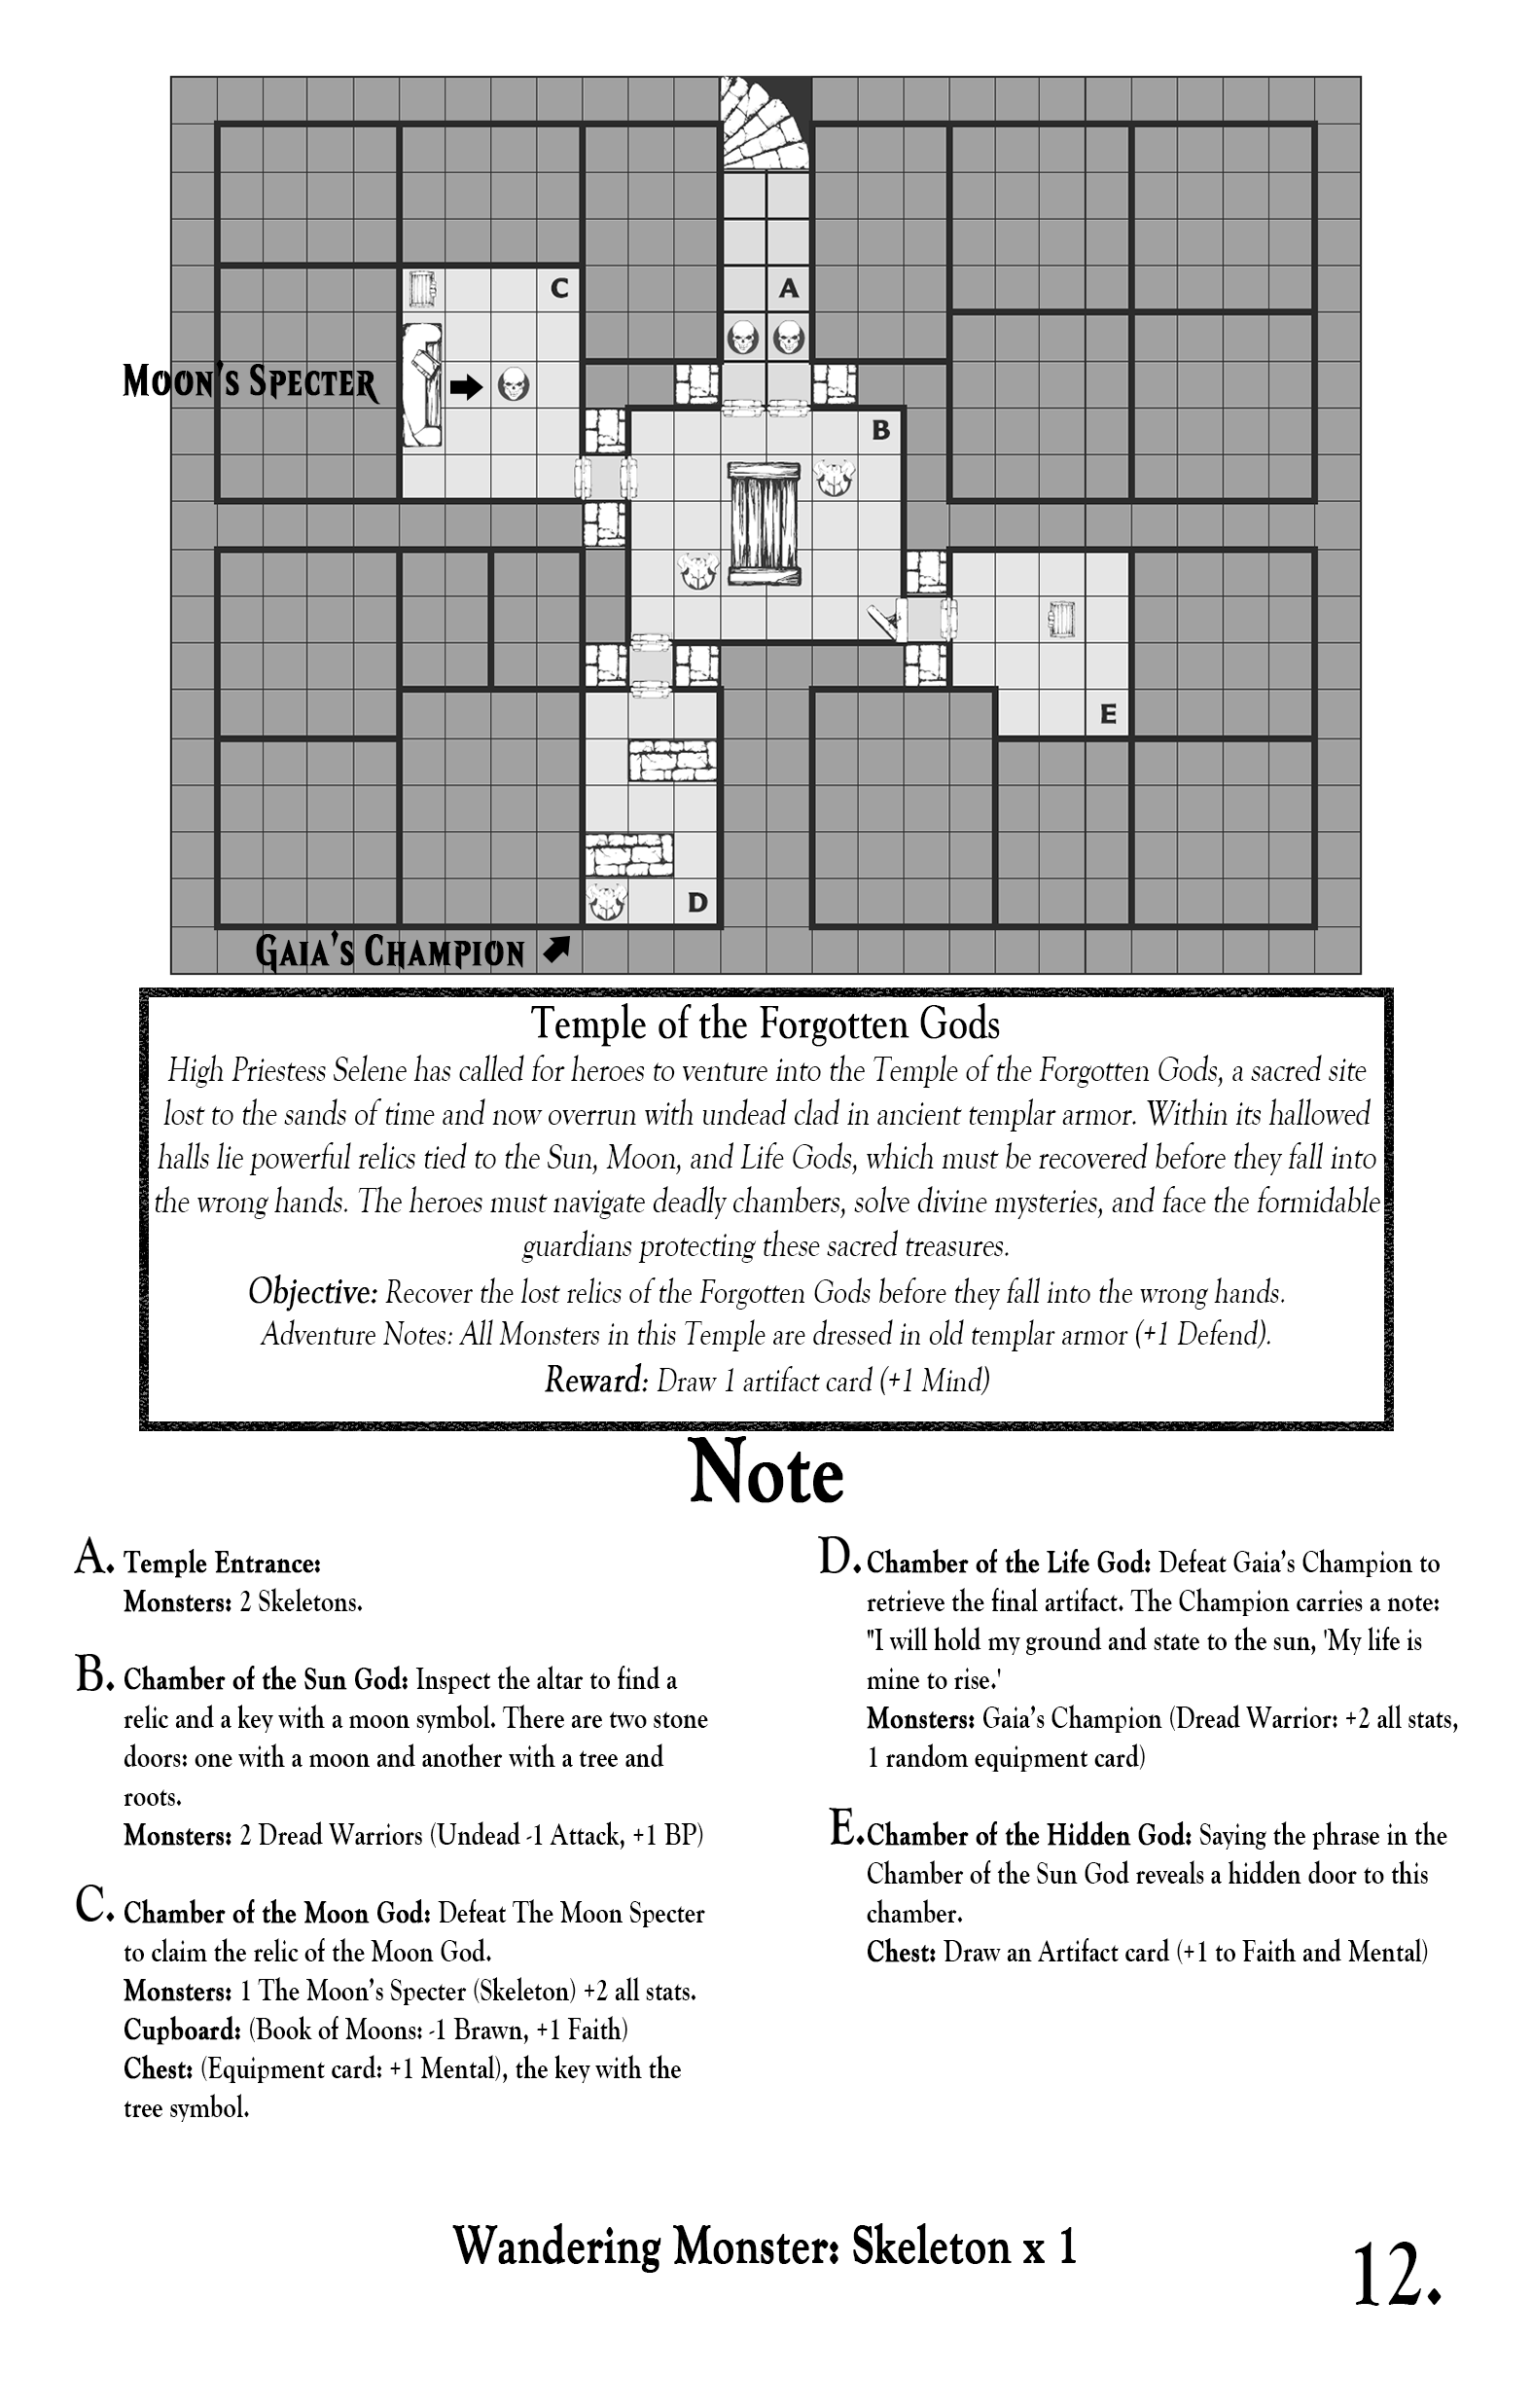 C
A
MOON'S SPECTER
B
E
D
GAIA'S CHAMPION
Temple of the Forgotten Gods
High Priestess Selene has called for heroes to venture into the Temple of the Forgotten Gods, a sacred site
lost to the sands of time and now overrun with undead clad in ancient templar armor. Within its hallowed
halls lie powerful relics tied to the Sun, Moon, and Life Gods, which must be recovered before they fall into
the wrong hands. The heroes must navigate deadly chambers, solve divine mysteries, and face the formidable
guardians protecting these sacred treasures.
Objective: Recover the lost relics of the Forgotten Gods before they fall into the wrong hands.
Adventure Notes: All Monsters in this Temple are dressed in old templar armor (+1 Defend).
Reward: Draw 1 artifact card (+1 Mind)
Note
A. Temple Entrance:
Monsters: 2 Skeletons.
B. Chamber of the Sun God: Inspect the altar to find a
relic and a key with a moon symbol. There are two stone
doors: one with a moon and another with a tree and
roots.
Monsters: 2 Dread Warriors (Undead -1 Attack, +1 BP)
C. Chamber of the Moon God: Defeat The Moon Specter
to claim the relic of the Moon God.
Monsters: 1 The Moon's Specter (Skeleton) +2 all stats.
Cupboard: (Book of Moons: -1 Brawn, +1 Faith)
Chest: (Equipment card: +1 Mental), the key with the
tree symbol.
D. Chamber of the Life God: Defeat Gaia's Champion to
retrieve the final artifact. The Champion carries a note:
"I will hold my ground and state to the sun, 'My life is
mine to rise.'
Monsters: Gaia's Champion (Dread Warrior: +2 all stats,
1 random equipment card)
E. Chamber of the Hidden God: Saying the phrase in the
Chamber of the Sun God reveals a hidden door to this
chamber.
Chest: Draw an Artifact card (+1 to Faith and Mental)
Wandering Monster: Skeleton x 1
12.